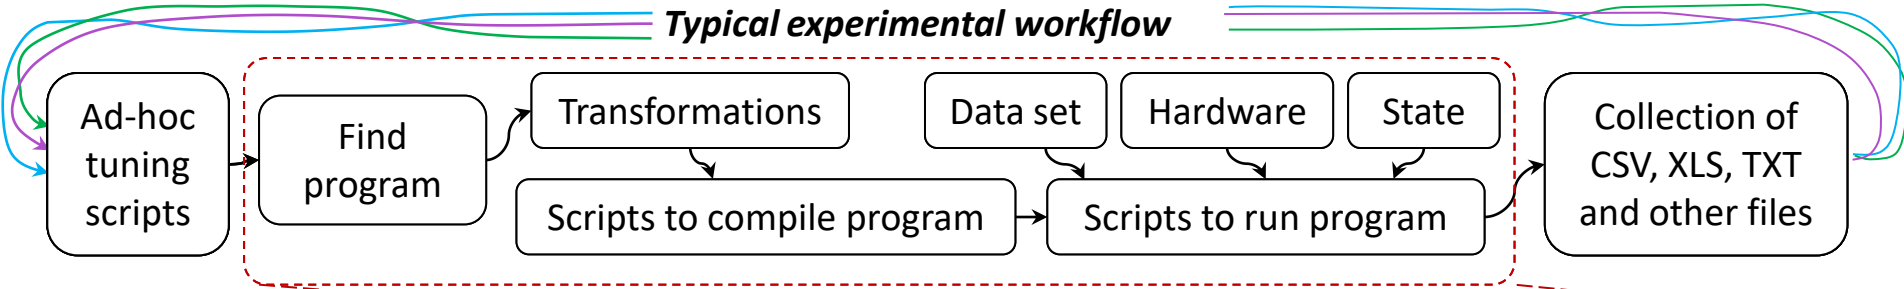 Typical experimental workflow
Ad-hoc
tuning
scripts
Find
program
Transformations
Scripts to compile program
Data set
Hardware
State
Scripts to run program
Collection of
CSV, XLS, TXT
and other files